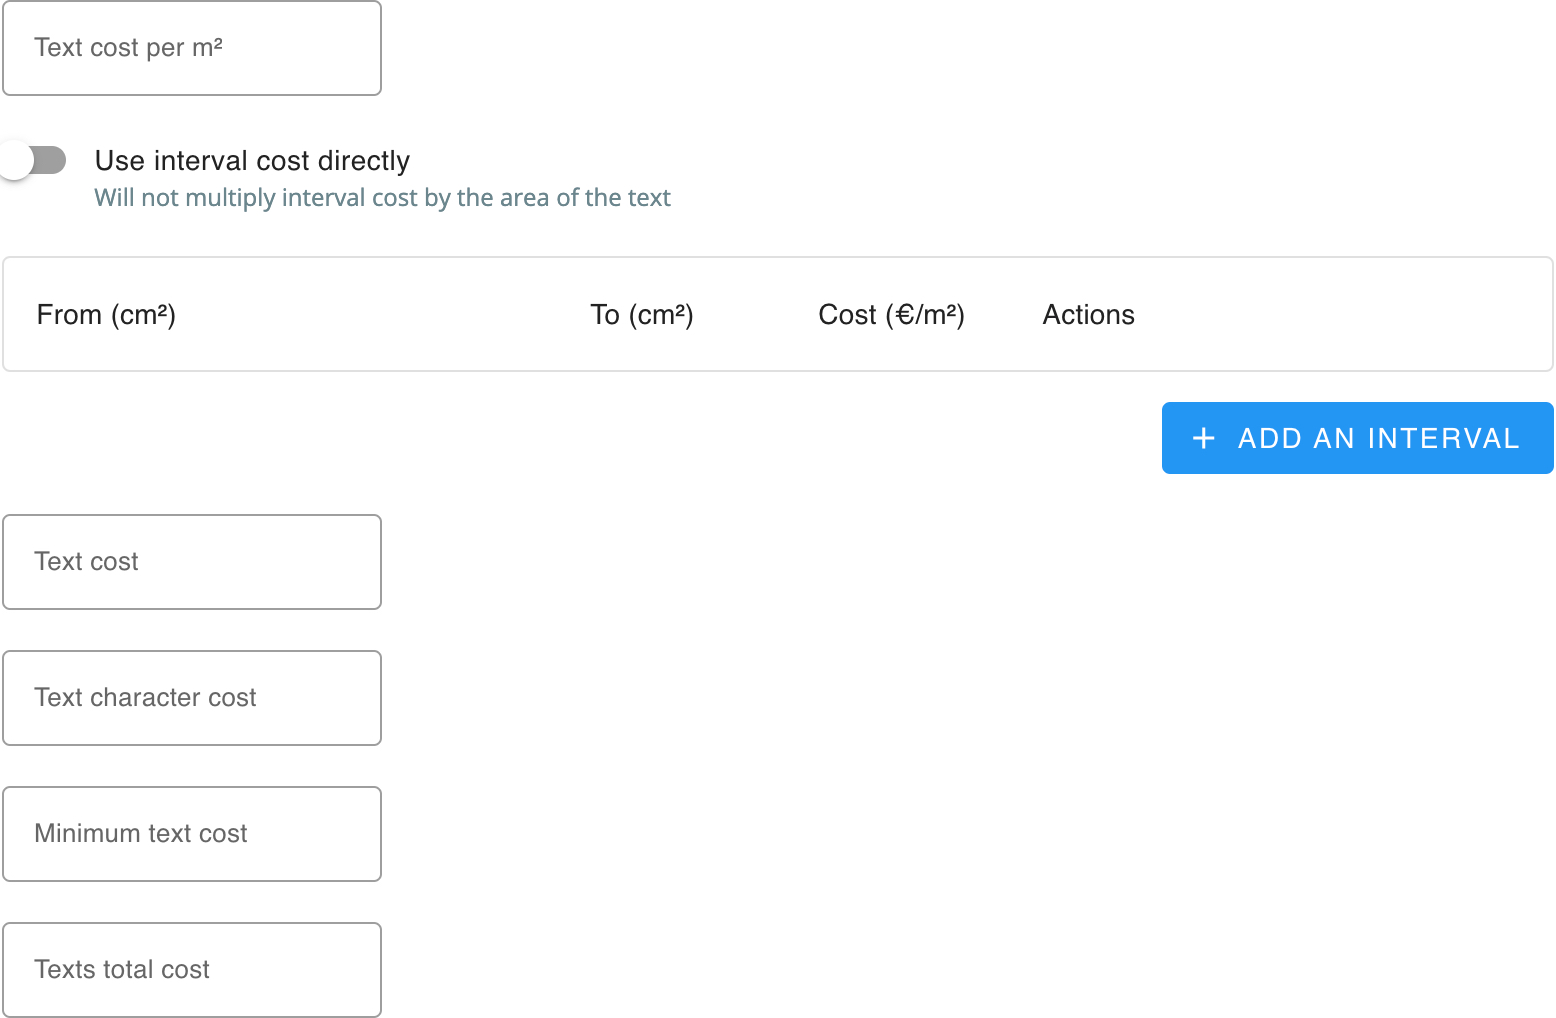 Text cost per m²
Use interval cost directly
Will not multiply interval cost by the area of the text
From (cm²) To (cm²) Cost (€/m²) Actions
+ ADD AN INTERVAL
Text cost
Text character cost
Minimum text cost
Texts total cost